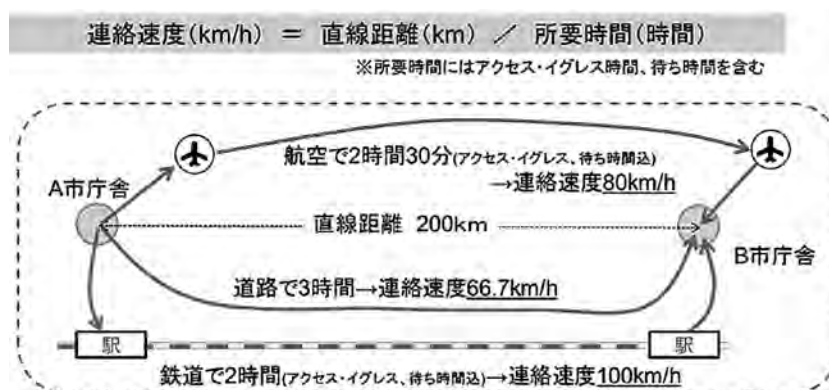 連絡速度(km/h) ＝ 直線距離(km) ／ 所要時間(時間)
※所要時間にはアクセス・イグレス時間、待ち時間を含む
航空で2時間30分(アクセス・イグレス、待ち時間込)
→連絡速度80km/h
A市庁舎
直線距離 200km
B市庁舎
道路で3時間→連絡速度66.7km/h
駅
駅
鉄道で2時間(アクセス・イグレス、待ち時間込)→連絡速度100km/h